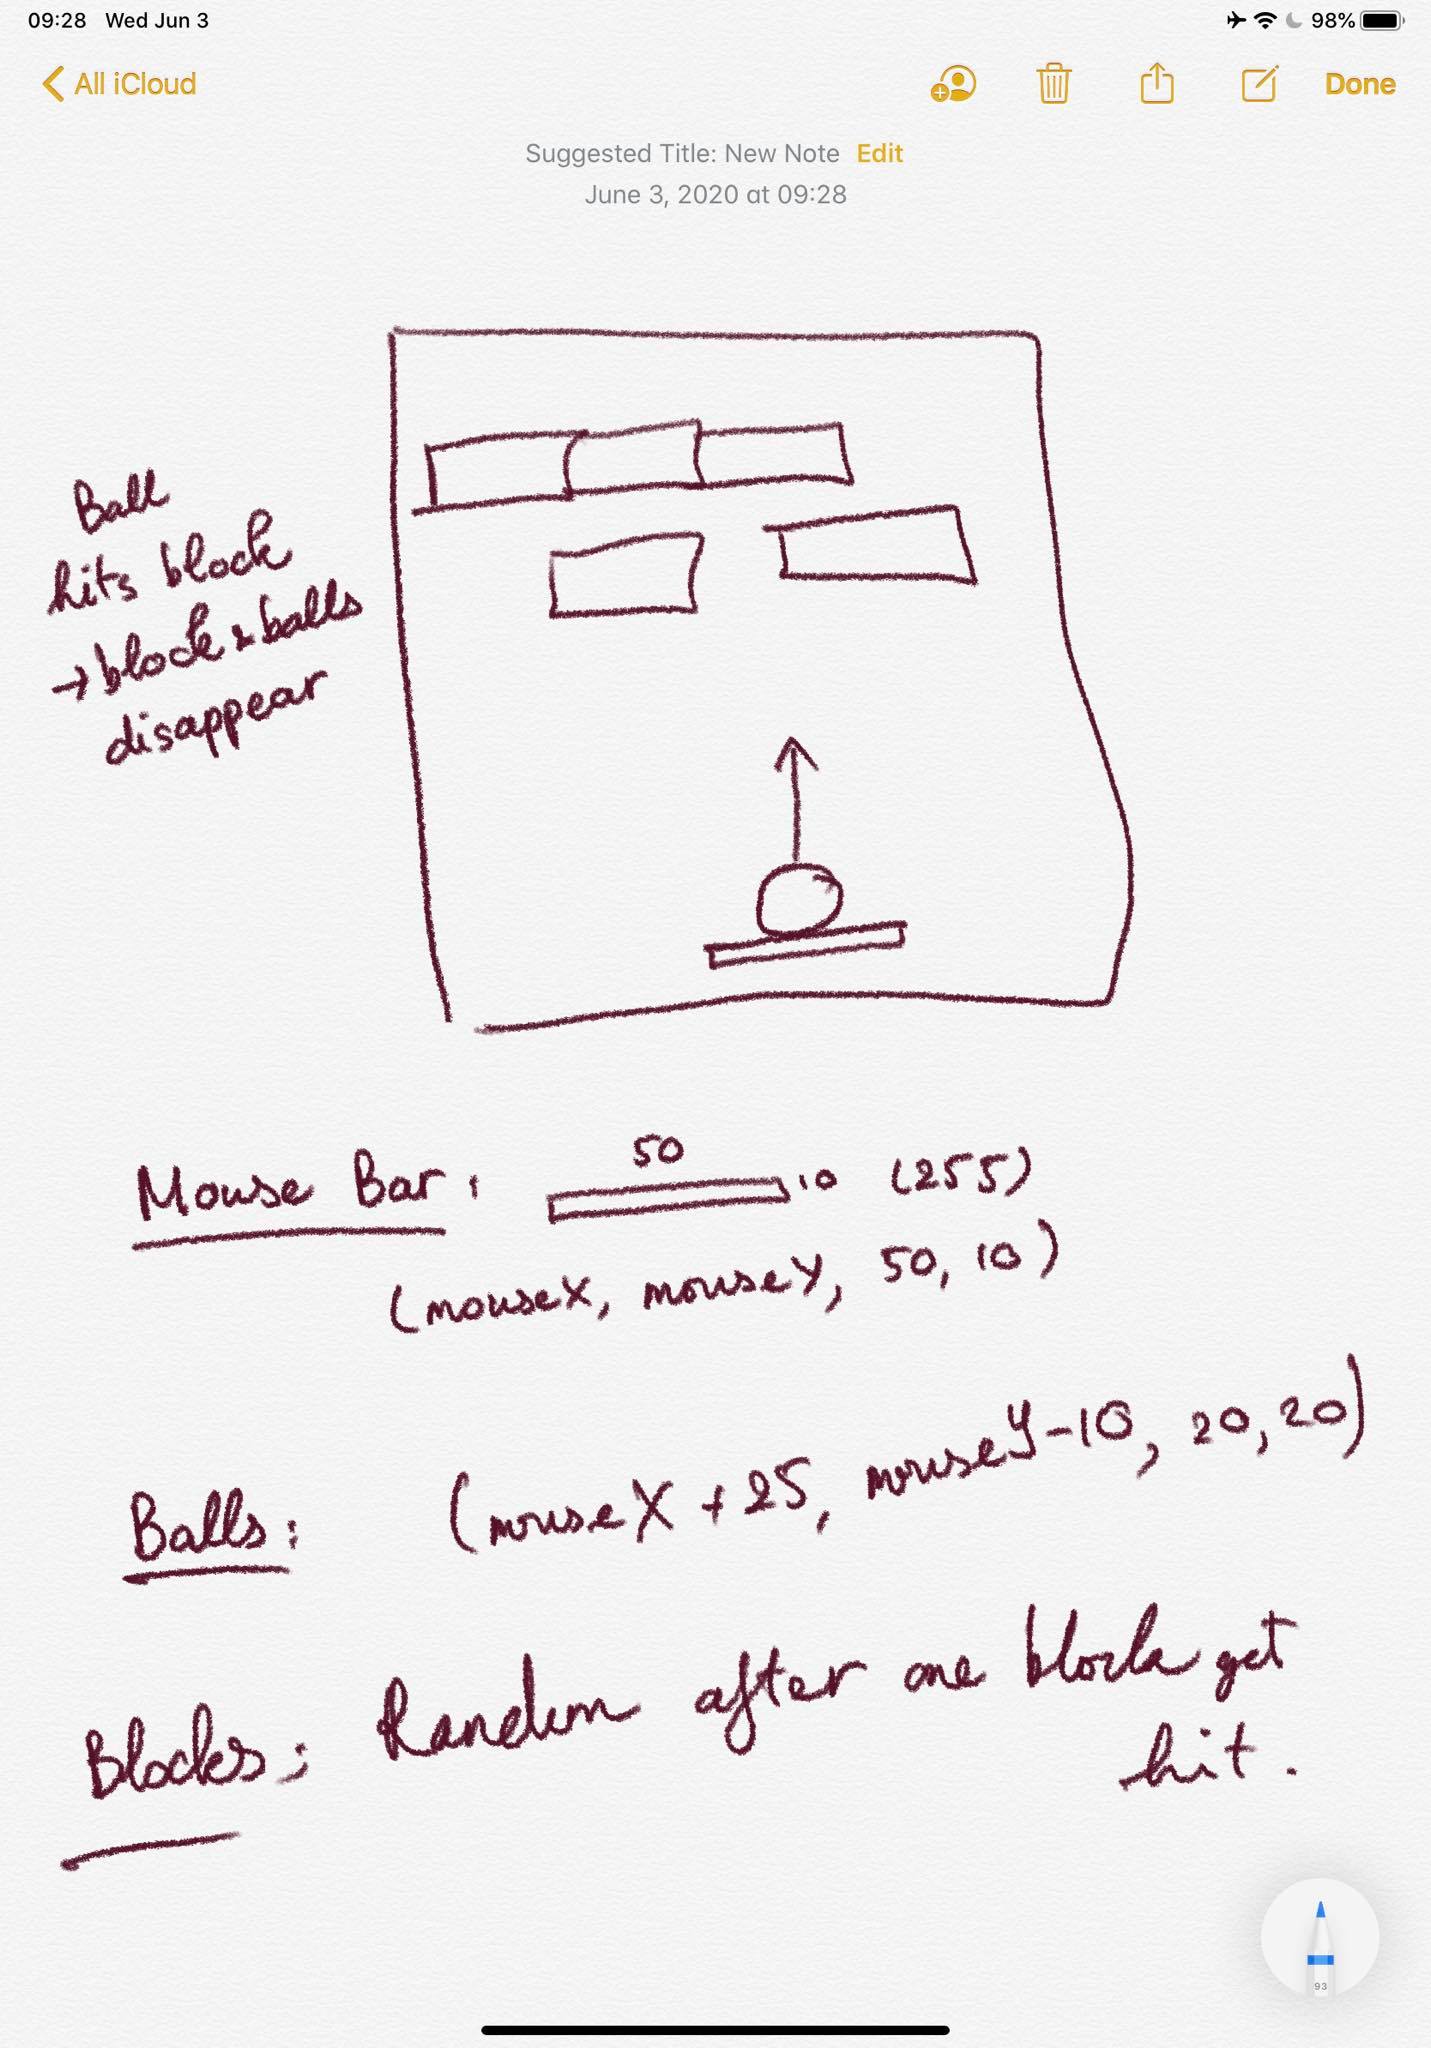 09:28 Wed Jun 3
98%
All iCloud
Done
Suggested Title: New Note Edit
June 3, 2020 at 09:28
Ball
hits block
→ block & balls
disappear
Mouse Bar: 50 10 (255)
(mouseX, mouseY, 50, 10)
Balls: (mouseX + 25, mouseY-10, 20, 20)
Blocks: Random after one block get
hit.
93